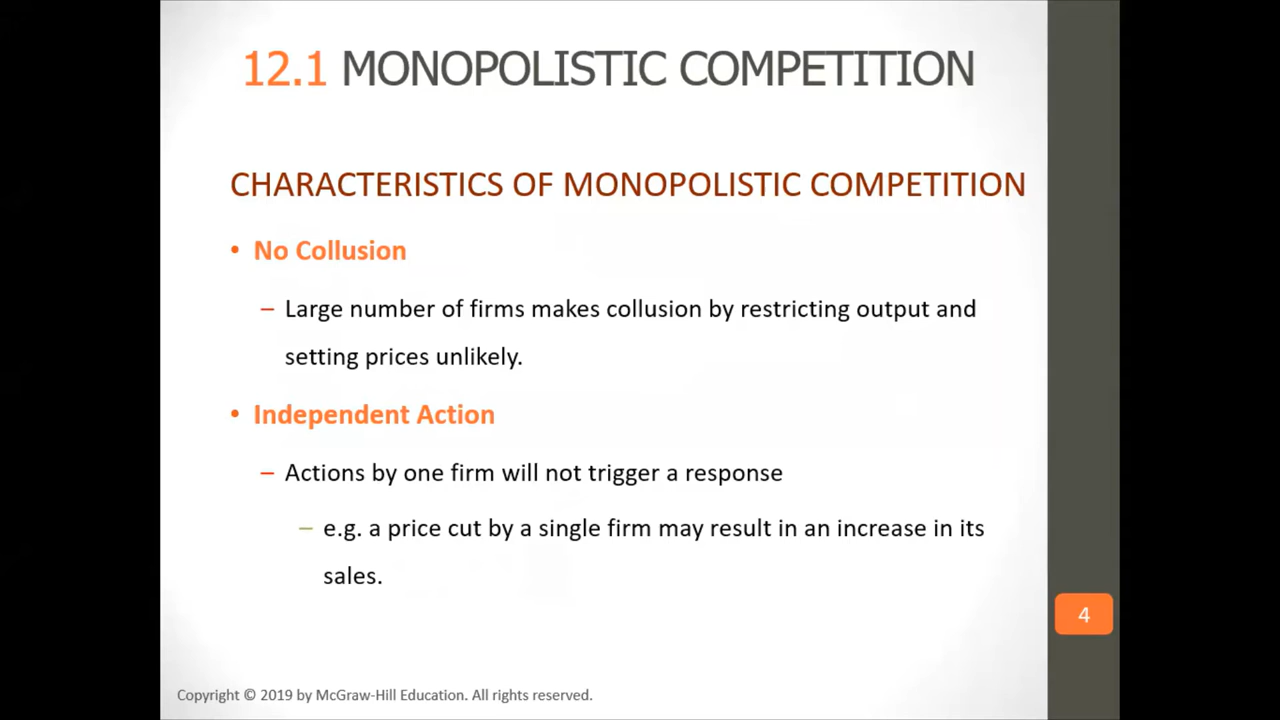 12.1 MONOPOLISTIC COMPETITION
CHARACTERISTICS OF MONOPOLISTIC COMPETITION
• No Collusion
– Large number of firms makes collusion by restricting output and
setting prices unlikely.
• Independent Action
– Actions by one firm will not trigger a response
– e.g. a price cut by a single firm may result in an increase in its
sales.
4
Copyright © 2019 by McGraw-Hill Education. All rights reserved.